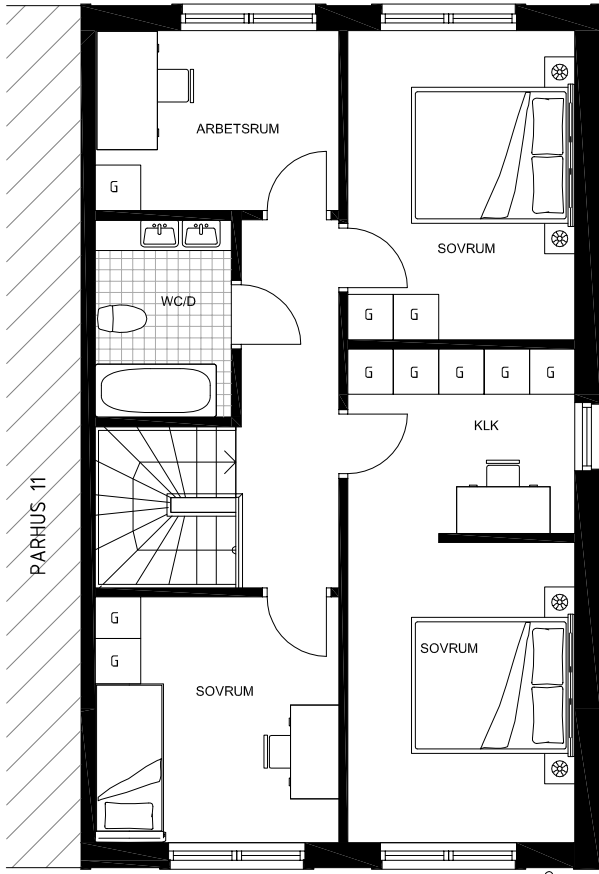 ARBETSRUM
G
SOVRUM
WC/D
G G
G G G G G
KLK
PARHUS 11
G
G
SOVRUM
SOVRUM